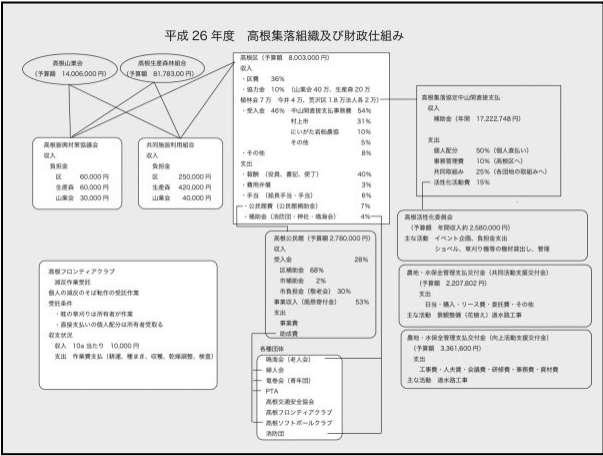 平成 26 年度　高根集落組織及び財政仕組み
高根山業会
（予算額　14,006,000 円）
高根生産森林組合
（予算額　81,783,00 円）
高根区（予算額　8,003,000 円）
収入
・区費　36%
・協力金　10%　（山業会 40 万、生産森 20 万
植林会 7 万　今井 4 万、荒沢区 1.8 万法人各 2 万）
・受入金　46%　中山間直接支払事務費　54%
村上市　31%
にいがた岩船農協　10%
その他　5%
・その他　8%
支出
・報酬　（役員、書記、使丁）　40%
・費用弁償　3%
・手当　（組長手当・手当）　6%
・公民館費（公民館補助金）　7%
・補助金（消防団・神社・鳴海会）　4%
高根集落協定中山間直接支払
収入
補助金（年間　17,222,748 円）
支出
個人配分　50%（個人直払い）
事務管理費　10%（高根区へ）
共同取組み　25%（各団地の取組みへ）
活性化活動費　15%
高根振興対策協議会
収入
負担金
区　60,000 円
生産森　60,000 円
山業会　30,000 円
共同施設利用組合
収入
負担金
区　250,000 円
生産森　420,000 円
山業会　40,000 円
高根活性化委員会
（予算額　年間収入約 2,580,000 円）
主な活動　イベント企画、負担金支出
ショベル、草刈り機等の機材貸出し、管理
高根公民館（予算額 2,780,000 円）
収入
受入金　28%
区補助金　68%
市補助金　2%
市負担金（敬老会）　30%
事業収入（風原寄付金）　53%
支出
事業費
助成費
農地・水保全管理支払交付金（共同活動支援交付金）
（予算額　2,207,802 円）
支出
日当・購入・リース費・委託費・その他
主な活動　景観整備（花植え）道水路工事
農地・水保全管理支払交付金（向上活動支援交付金）
（予算額　3,361,600 円）
支出
工事費・人夫賃・会議費・研修費・事務費・資材費
主な活動　道水路工事
高根フロンティアクラブ
減反作業受託
個人の減反のそば転作の受託作業
受託条件
・畦の草刈りは所有者が作業
・直接支払いの個人配分は所有者受取る
収支状況
収入　10a 当たり　10,000 円
支出　作業費支払（耕運、種まき、収穫、乾燥調整、検査）
各種団体
鳴海会（老人会）
婦人会
竜巻会（青年団）
PTA
高根交通安全協会
高根フロンティアクラブ
高根ソフトボールクラブ
消防団